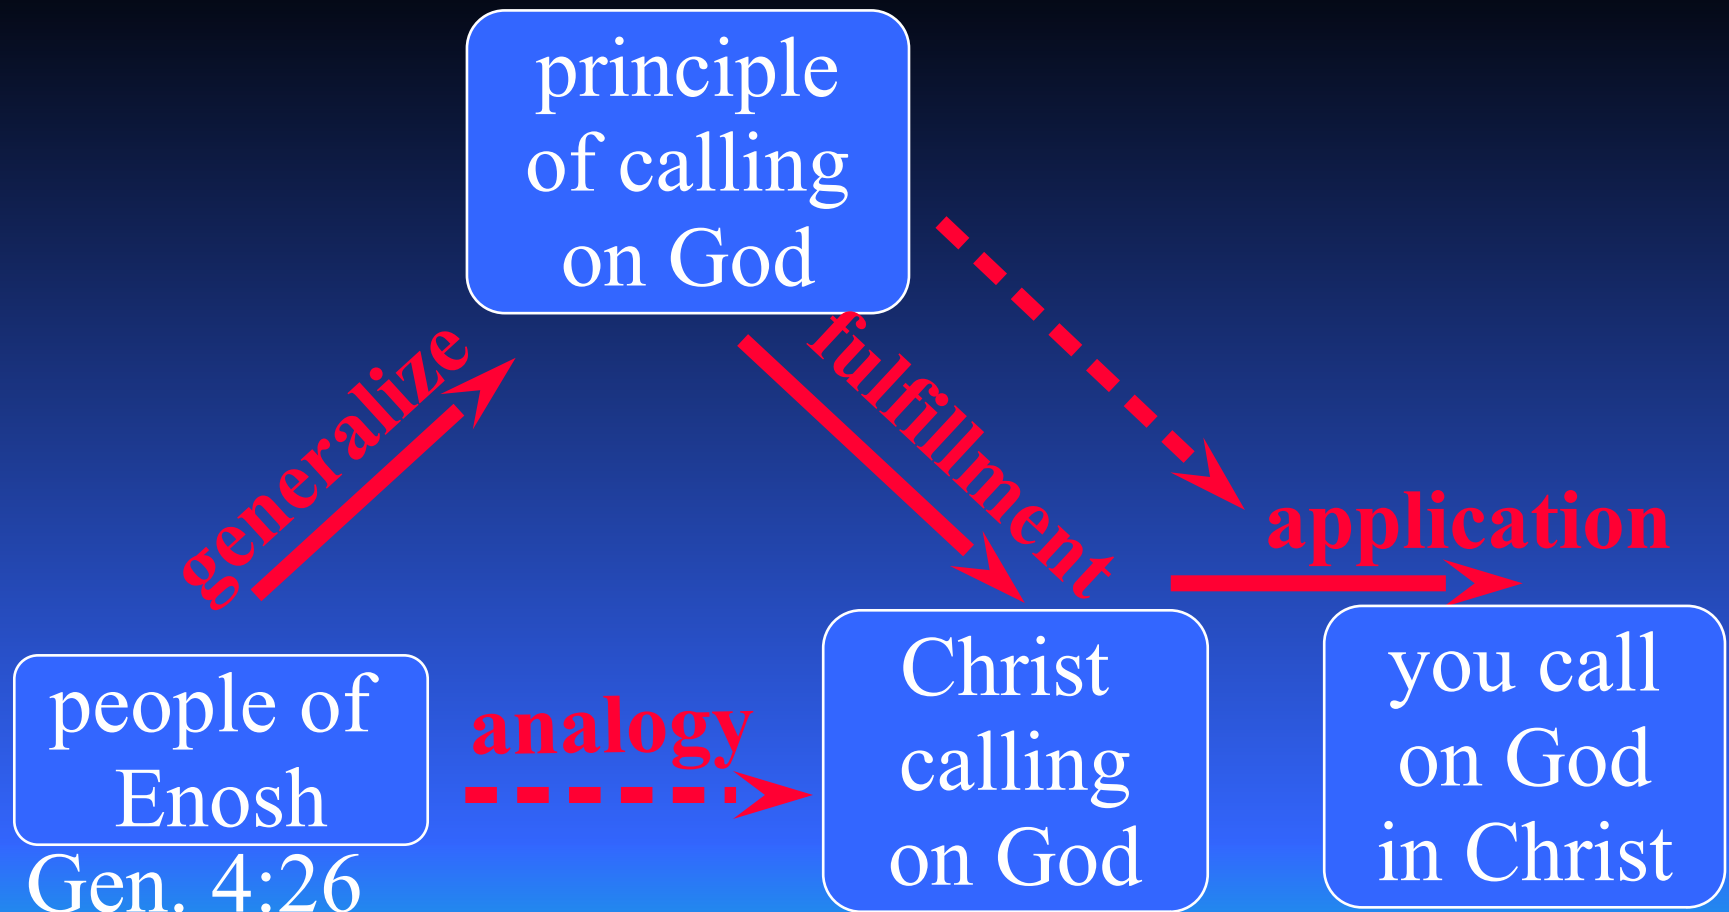 principle
of calling
on God
generalize
fulfillment
application
people of
Enosh
Gen. 4:26
analogy
Christ
calling
on God
you call
on God
in Christ